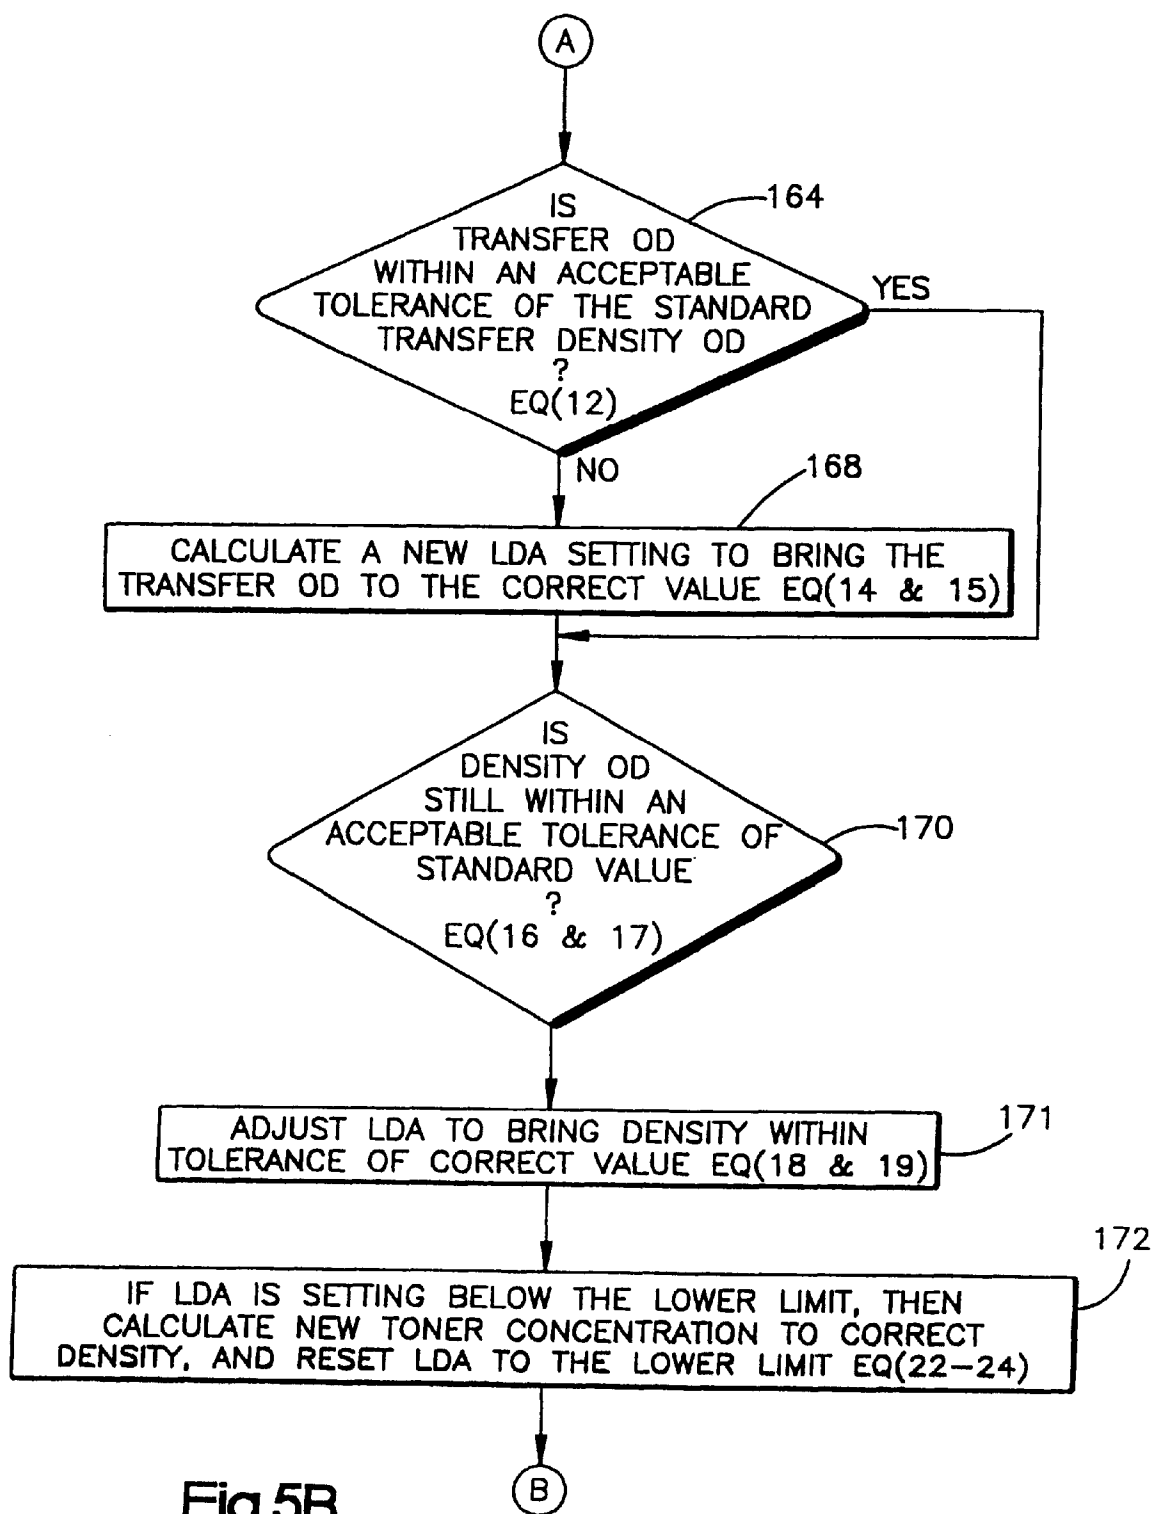 A
164
IS
TRANSFER OD
WITHIN AN ACCEPTABLE
TOLERANCE OF THE STANDARD
TRANSFER DENSITY OD
?
EQ(12)
YES
NO
168
CALCULATE A NEW LDA SETTING TO BRING THE
TRANSFER OD TO THE CORRECT VALUE EQ(14 & 15)
IS
DENSITY OD
STILL WITHIN AN
ACCEPTABLE TOLERANCE OF
STANDARD VALUE
?
EQ(16 & 17)
170
ADJUST LDA TO BRING DENSITY WITHIN
TOLERANCE OF CORRECT VALUE EQ(18 & 19)
171
172
IF LDA IS SETTING BELOW THE LOWER LIMIT, THEN
CALCULATE NEW TONER CONCENTRATION TO CORRECT
DENSITY, AND RESET LDA TO THE LOWER LIMIT EQ(22-24)
B
Fig.5B